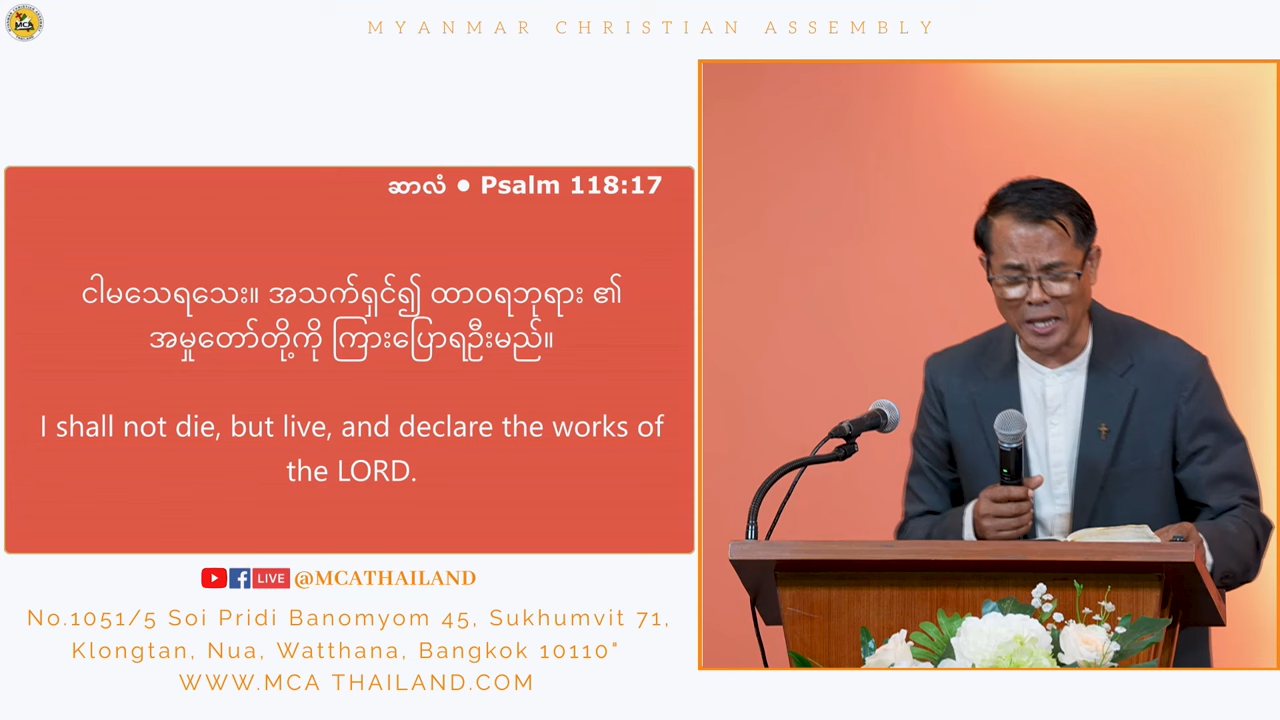 MCA
MYANMAR CHRISTIAN ASSEMBLY
ဆာလံ • Psalm 118:17
ငါမသေရသေး။ အသက်ရှင်၍ ထာဝရဘုရား ၏
အမှုတော်တို့ကို ကြားပြောရဦးမည်။
I shall not die, but live, and declare the works of
the LORD.
LIVE @MCATHAILAND
No.1051/5 Soi Pridi Banomyom 45, Sukhumvit 71,
Klongtan, Nua, Watthana, Bangkok 10110"
WWW.MCA THAILAND.COM